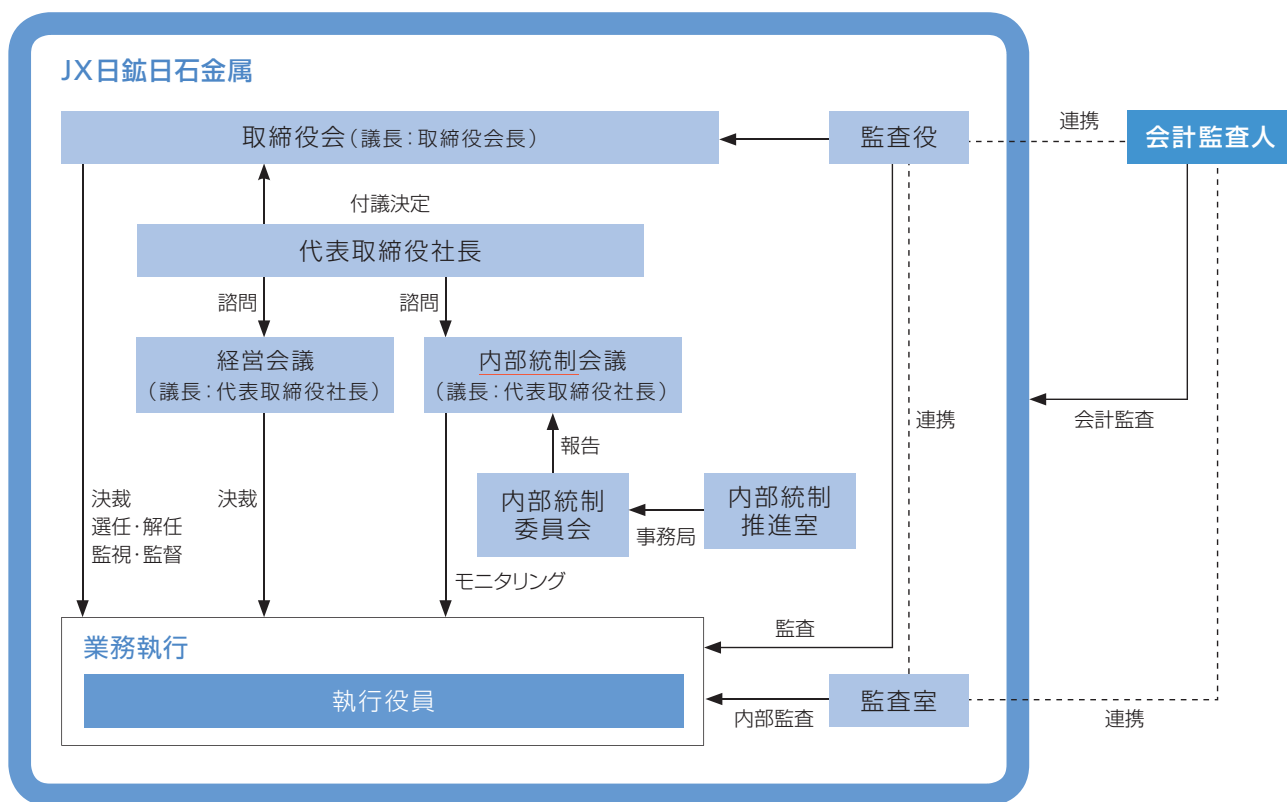 JX日鉱日石金属
取締役会(議長:取締役会長)
監査役
連携
会計監査人
付議決定
代表取締役社長
諮問
諮問
経営会議
(議長:代表取締役社長)
内部統制会議
(議長:代表取締役社長)
連携
会計監査
報告
決裁
選任・解任
監視・監督
決裁
内部統制
委員会
事務局
内部統制
推進室
モニタリング
業務執行
監査
執行役員
内部監査
監査室
連携